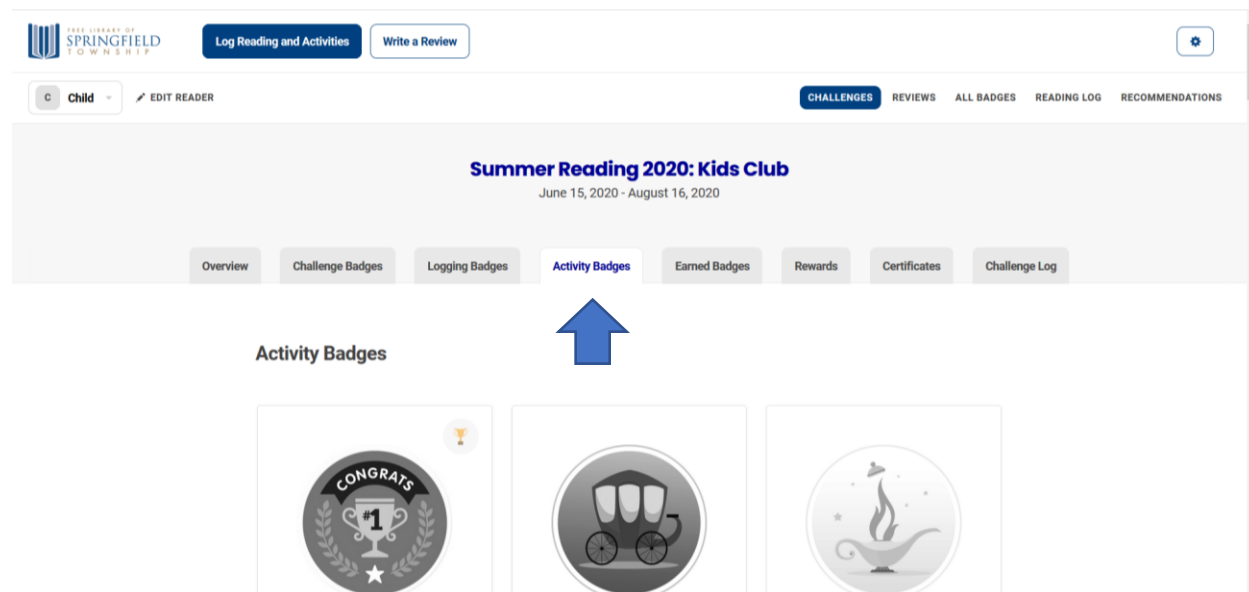 FREE LIBRARY OF
SPRINGFIELD
TOWNSHIP
Log Reading and Activities
Write a Review
C Child
EDIT READER
CHALLENGES REVIEWS ALL BADGES READING LOG RECOMMENDATIONS
Summer Reading 2020: Kids Club
June 15, 2020 - August 16, 2020
Overview Challenge Badges Logging Badges Activity Badges Earned Badges Rewards Certificates Challenge Log
Activity Badges
CONGRATS
#1